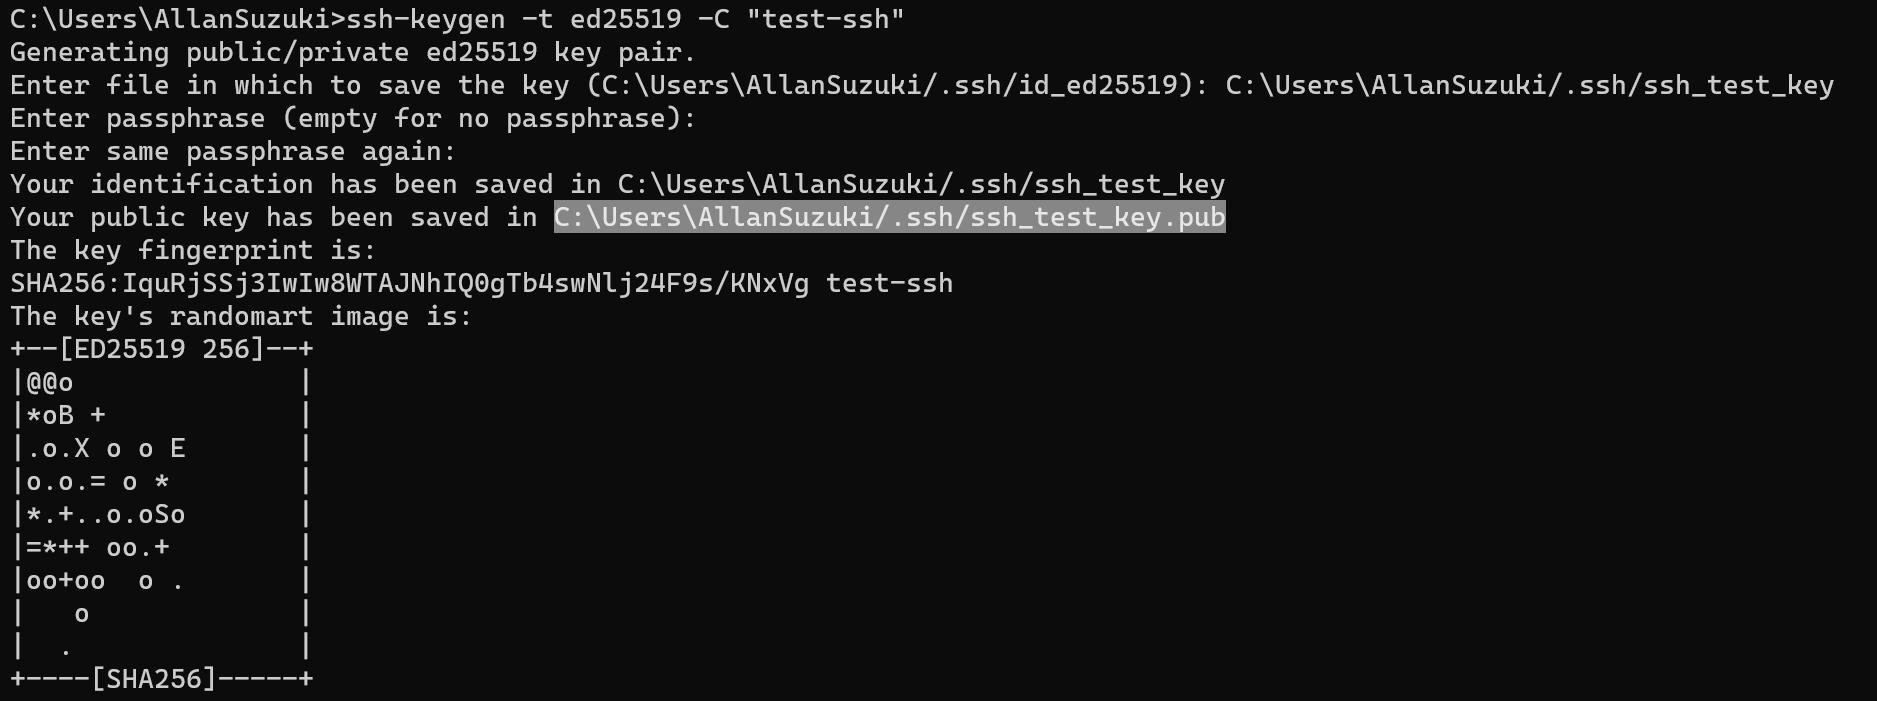 C:\Users\AllanSuzuki>ssh-keygen -t ed25519 -C "test-ssh"
Generating public/private ed25519 key pair.
Enter file in which to save the key (C:\Users\AllanSuzuki/.ssh/id_ed25519): C:\Users\AllanSuzuki/.ssh/ssh_test_key
Enter passphrase (empty for no passphrase):
Enter same passphrase again:
Your identification has been saved in C:\Users\AllanSuzuki/.ssh/ssh_test_key
Your public key has been saved in C:\Users\AllanSuzuki/.ssh/ssh_test_key.pub
The key fingerprint is:
SHA256:IquRjSSj3IwIw8WTAJNhIQ0gTb4swNlj24F9s/KNxVg test-ssh
The key's randomart image is:
+--[ED25519 256]--+
|@@o              |
|*oB +            |
|.o.X o o E       |
|o.o.= o *        |
|*.+..o.oSo       |
|=*++ oo.+        |
|oo+oo  o .       |
|   o             |
|  .              |
+----[SHA256]-----+